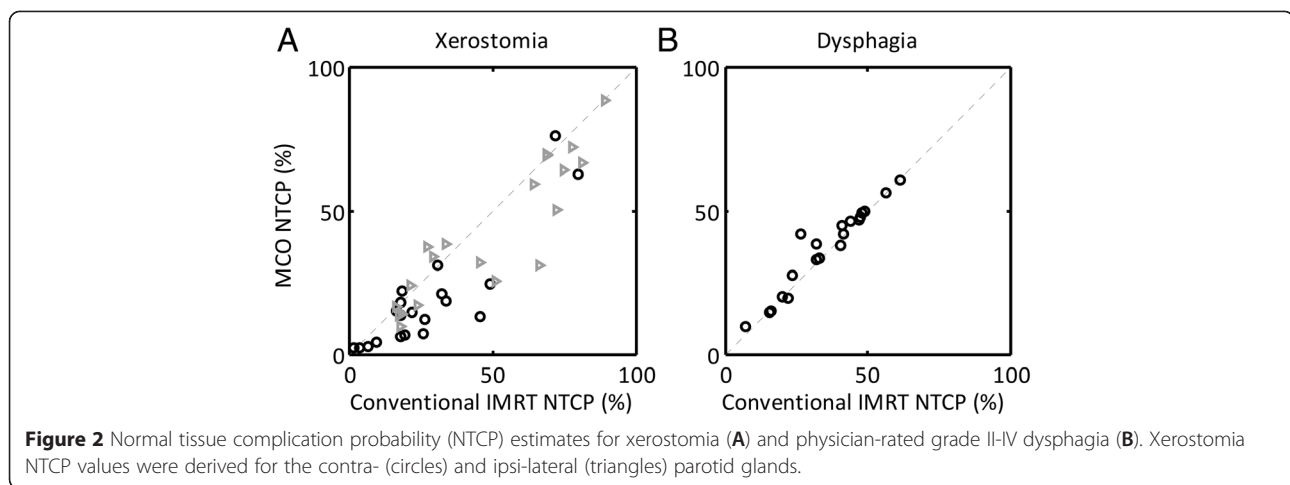 A
Xerostomia
B
Dysphagia
100
100
MCO NTCP (%)
50
50
0
0
0
50
100
0
50
100
Conventional IMRT NTCP (%)
Conventional IMRT NTCP (%)
Figure 2 Normal tissue complication probability (NTCP) estimates for xerostomia (A) and physician-rated grade II-IV dysphagia (B). Xerostomia
NTCP values were derived for the contra- (circles) and ipsi-lateral (triangles) parotid glands.